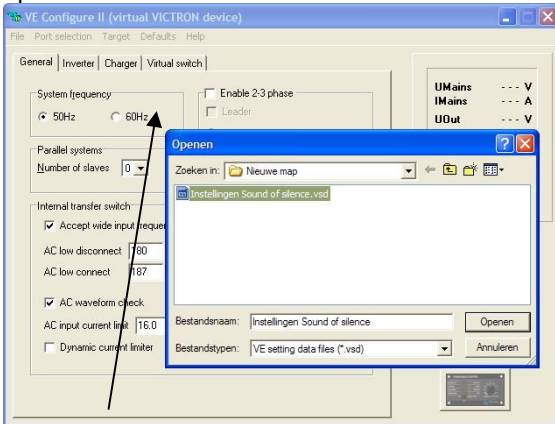 VE Configure II (virtual VICTRON device)
File Port selection Target Defaults Help
General Inverter Charger Virtual switch
System frequency
50Hz 60Hz
Enable 2-3 phase
Leader
UMains --- V
IMains --- A
UOut --- V
Parallel systems
Number of slaves 0
Internal transfer switch
Accept wide input freque
AC low disconnect 180
AC low connect 187
AC waveform check
AC input current limit 16.0
Dynamic current limiter
Openen
Zoeken in: Nieuwe map
Instellingen Sound of silence.vsd
Bestandsnaam: Instellingen Sound of silence Openen
Bestandstypen: VE setting data files (*.vsd) Annuleren